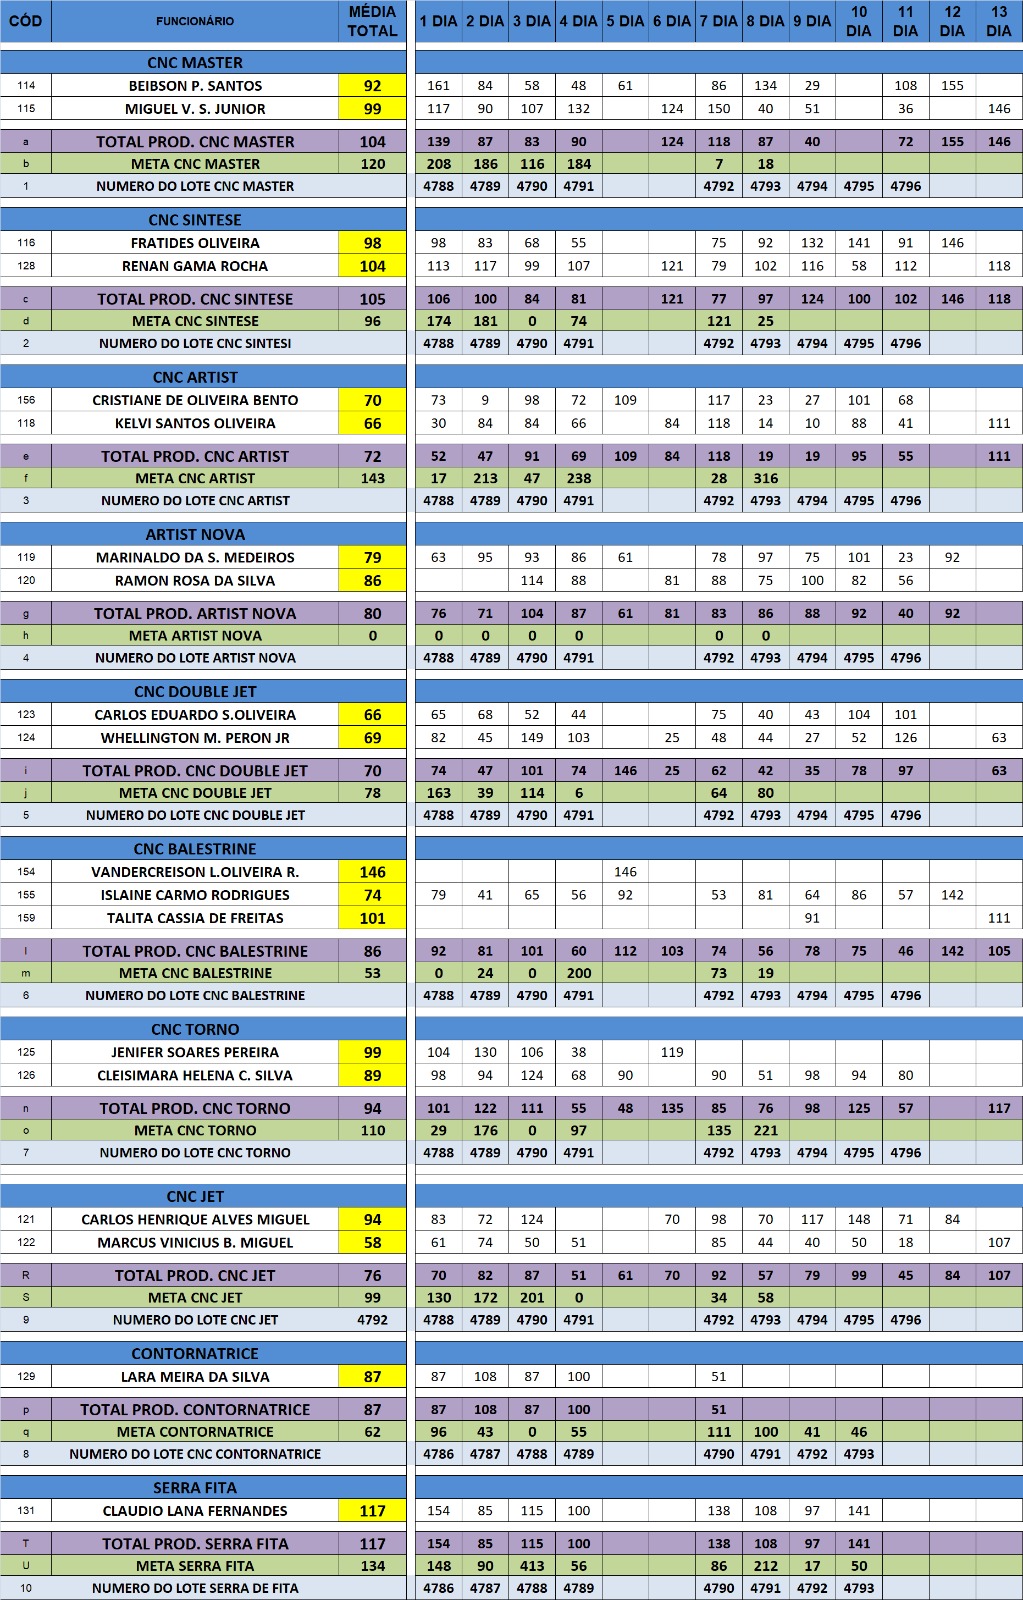 CÓD FUNCIONÁRIO MÉDIA TOTAL 1 DIA 2 DIA 3 DIA 4 DIA 5 DIA 6 DIA 7 DIA 8 DIA 9 DIA 10 DIA 11 DIA 12 DIA 13 DIA
CNC MASTER
114 BEIBSON P. SANTOS 92 161 84 58 48 61 86 134 29 108 155
115 MIGUEL V. S. JUNIOR 99 117 90 107 132 124 150 40 51 36 146
a TOTAL PROD. CNC MASTER 104 139 87 83 90 124 118 87 40 72 155 146
b META CNC MASTER 120 208 186 116 184 7 18
1 NUMERO DO LOTE CNC MASTER 4788 4789 4790 4791 4792 4793 4794 4795 4796
CNC SINTESE
116 FRATIDES OLIVEIRA 98 98 83 68 55 75 92 132 141 91 146
128 RENAN GAMA ROCHA 104 113 117 99 107 121 79 102 116 58 112 118
c TOTAL PROD. CNC SINTESE 105 106 100 84 81 121 77 97 124 100 102 146 118
d META CNC SINTESE 96 174 181 0 74 121 25
2 NUMERO DO LOTE CNC SINTESI 4788 4789 4790 4791 4792 4793 4794 4795 4796
CNC ARTIST
156 CRISTIANE DE OLIVEIRA BENTO 70 73 9 98 72 109 117 23 27 101 68
118 KELVI SANTOS OLIVEIRA 66 30 84 84 66 84 118 14 10 88 41 111
e TOTAL PROD. CNC ARTIST 72 52 47 91 69 109 84 118 19 19 95 55 111
f META CNC ARTIST 143 17 213 47 238 28 316
3 NUMERO DO LOTE CNC ARTIST 4788 4789 4790 4791 4792 4793 4794 4795 4796
ARTIST NOVA
119 MARINALDO DA S. MEDEIROS 79 63 95 93 86 61 78 97 75 101 23 92
120 RAMON ROSA DA SILVA 86 114 88 81 88 75 100 82 56
g TOTAL PROD. ARTIST NOVA 80 76 71 104 87 61 81 83 86 88 92 40 92
h META ARTIST NOVA 0 0 0 0 0 0 0
4 NUMERO DO LOTE ARTIST NOVA 4788 4789 4790 4791 4792 4793 4794 4795 4796
CNC DOUBLE JET
123 CARLOS EDUARDO S.OLIVEIRA 66 65 68 52 44 75 40 43 104 101
124 WHELLINGTON M. PERON JR 69 82 45 149 103 25 48 44 27 52 126 63
i TOTAL PROD. CNC DOUBLE JET 70 74 47 101 74 146 25 62 42 35 78 97 63
j META CNC DOUBLE JET 78 163 39 114 6 64 80
5 NUMERO DO LOTE CNC DOUBLE JET 4788 4789 4790 4791 4792 4793 4794 4795 4796
CNC BALESTRINE
154 VANDERCREISON L.OLIVEIRA R. 146 146
155 ISLAINE CARMO RODRIGUES 74 79 41 65 56 92 53 81 64 86 57 142
159 TALITA CASSIA DE FREITAS 101 91 111
l TOTAL PROD. CNC BALESTRINE 86 92 81 101 60 112 103 74 56 78 75 46 142 105
m META CNC BALESTRINE 53 0 24 0 200 73 19
6 NUMERO DO LOTE CNC BALESTRINE 4788 4789 4790 4791 4792 4793 4794 4795 4796
CNC TORNO
125 JENIFER SOARES PEREIRA 99 104 130 106 38 119
126 CLEISIMARA HELENA C. SILVA 89 98 94 124 68 90 90 51 98 94 80
n TOTAL PROD. CNC TORNO 94 101 122 111 55 48 135 85 76 98 125 57 117
o META CNC TORNO 110 29 176 0 97 135 221
7 NUMERO DO LOTE CNC TORNO 4788 4789 4790 4791 4792 4793 4794 4795 4796
CNC JET
121 CARLOS HENRIQUE ALVES MIGUEL 94 83 72 124 70 98 70 117 148 71 84
122 MARCUS VINICIUS B. MIGUEL 58 61 74 50 51 85 44 40 50 18 107
R TOTAL PROD. CNC JET 76 70 82 87 51 61 70 92 57 79 99 45 84 107
S META CNC JET 99 130 172 201 0 34 58
9 NUMERO DO LOTE CNC JET 4792 4788 4789 4790 4791 4792 4793 4794 4795 4796
CONTORNATRICE
129 LARA MEIRA DA SILVA 87 87 108 87 100 51
p TOTAL PROD. CONTORNATRICE 87 87 108 87 100 51
q META CONTORNATRICE 62 96 43 0 55 111 100 41 46
8 NUMERO DO LOTE CNC CONTORNATRICE 4786 4787 4788 4789 4790 4791 4792 4793
SERRA FITA
131 CLAUDIO LANA FERNANDES 117 154 85 115 100 138 108 97 141
T TOTAL PROD. SERRA FITA 117 154 85 115 100 138 108 97 141
U META SERRA FITA 134 148 90 413 56 86 212 17 50
10 NUMERO DO LOTE SERRA DE FITA 4786 4787 4788 4789 4790 4791 4792 4793